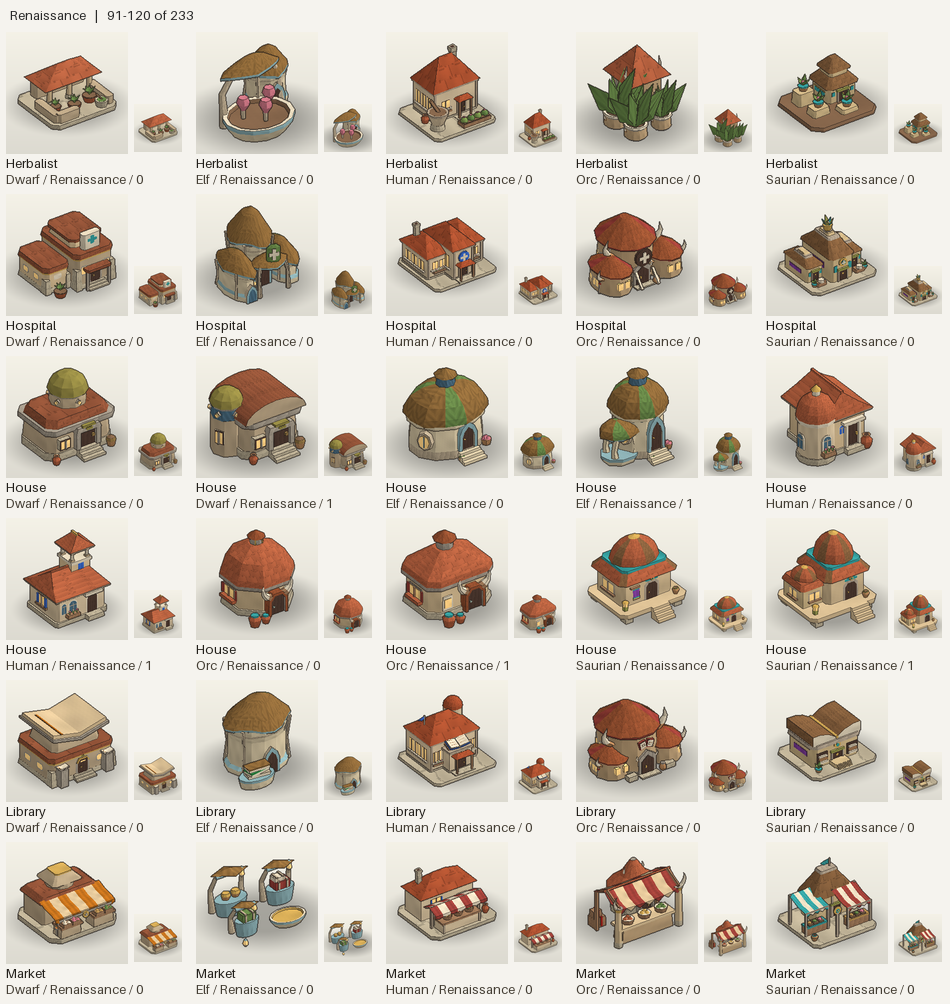 Renaissance | 91-120 of 233
Herbalist
Dwarf / Renaissance / 0
Herbalist
Elf / Renaissance / 0
Herbalist
Human / Renaissance / 0
Herbalist
Orc / Renaissance / 0
Herbalist
Saurian / Renaissance / 0
Hospital
Dwarf / Renaissance / 0
Hospital
Elf / Renaissance / 0
Hospital
Human / Renaissance / 0
Hospital
Orc / Renaissance / 0
Hospital
Saurian / Renaissance / 0
House
Dwarf / Renaissance / 0
House
Dwarf / Renaissance / 1
House
Elf / Renaissance / 0
House
Elf / Renaissance / 1
House
Human / Renaissance / 0
House
Human / Renaissance / 1
House
Orc / Renaissance / 0
House
Orc / Renaissance / 1
House
Saurian / Renaissance / 0
House
Saurian / Renaissance / 1
Library
Dwarf / Renaissance / 0
Library
Elf / Renaissance / 0
Library
Human / Renaissance / 0
Library
Orc / Renaissance / 0
Library
Saurian / Renaissance / 0
Market
Dwarf / Renaissance / 0
Market
Elf / Renaissance / 0
Market
Human / Renaissance / 0
Market
Orc / Renaissance / 0
Market
Saurian / Renaissance / 0